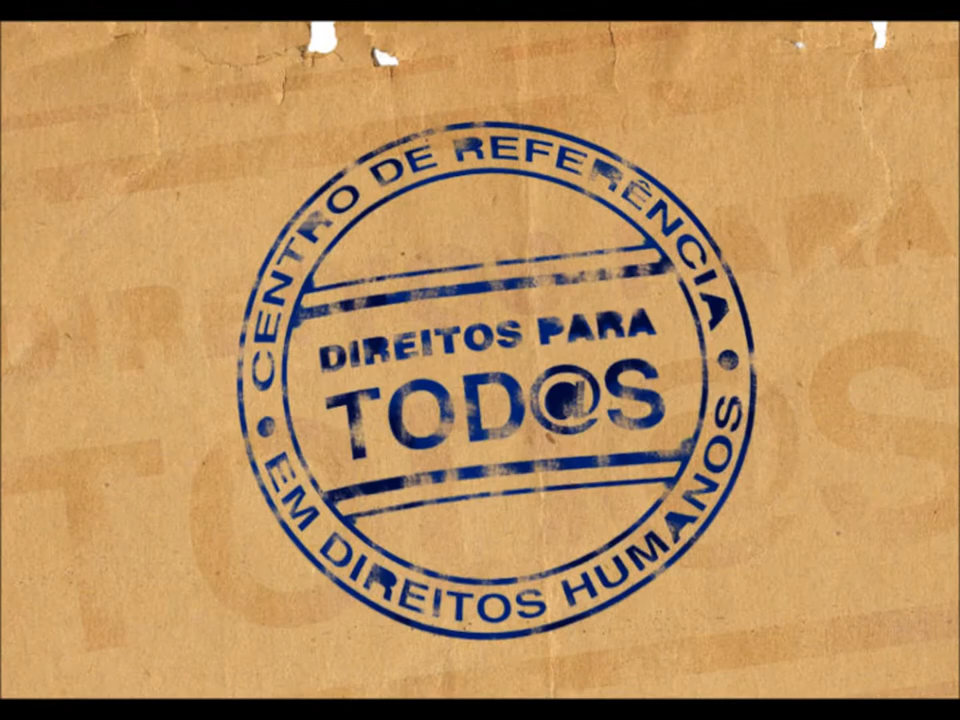 CENTRO DE REFERÊNCIA
DIREITOS PARA
TOD@S
EM DIREITOS HUMANOS